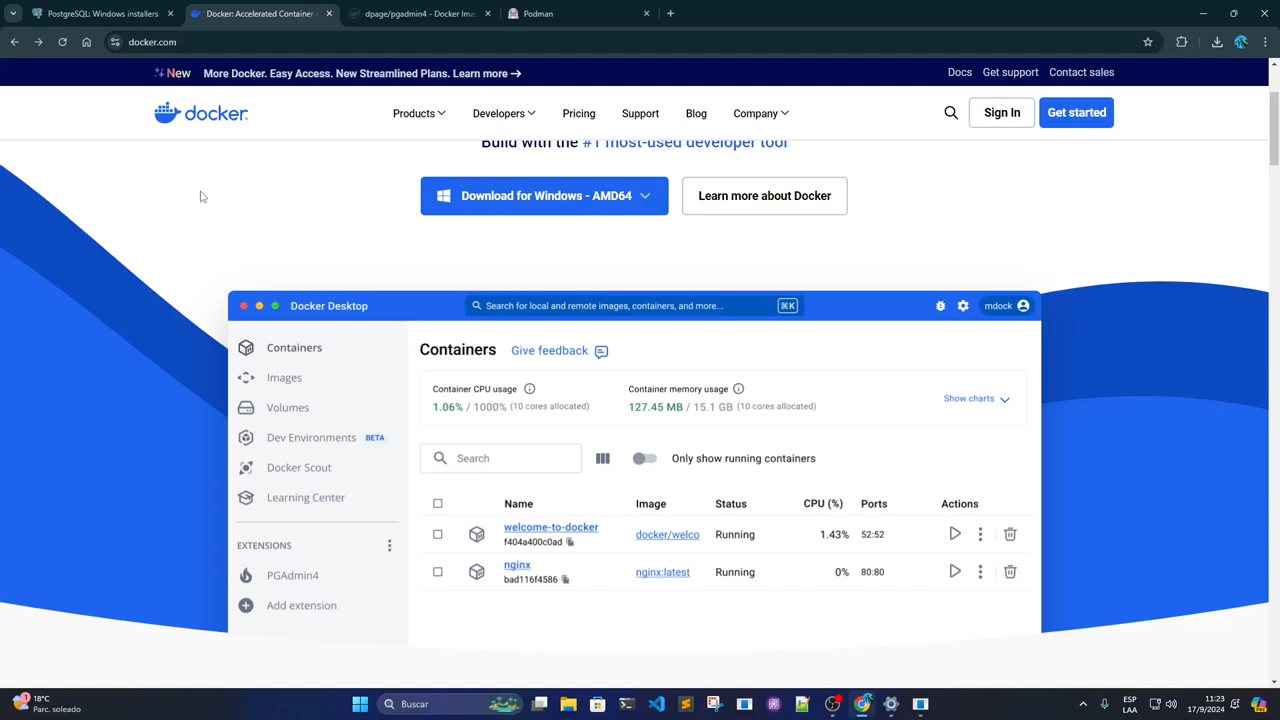 PostgreSQL: Windows installers
Docker: Accelerated Container
dpage/pgadmin4 - Docker Ima
Podman
docker.com
New More Docker. Easy Access. New Streamlined Plans. Learn more →
Docs Get support Contact sales
docker
Products Developers Pricing Support Blog Company
Sign In Get started
Build with the #1 most-used developer tool
Download for Windows - AMD64
Learn more about Docker
Docker Desktop
Search for local and remote images, containers, and more...
⌘K
mdock
Containers
Images
Volumes
Dev Environments BETA
Docker Scout
Learning Center
EXTENSIONS
PGAdmin4
Add extension
Containers Give feedback
Container CPU usage
1.06% / 1000% (10 cores allocated)
Container memory usage
127.45 MB / 15.1 GB (10 cores allocated)
Show charts
Search
Only show running containers
Name Image Status CPU (%) Ports Actions
welcome-to-docker docker/welco Running 1.43% 52:52
f404a400c0ad
nginx nginx:latest Running 0% 80:80
bad116f4586
1
18°C
Parc. soleado
Buscar
ESP
LAA
11:23
17/9/2024